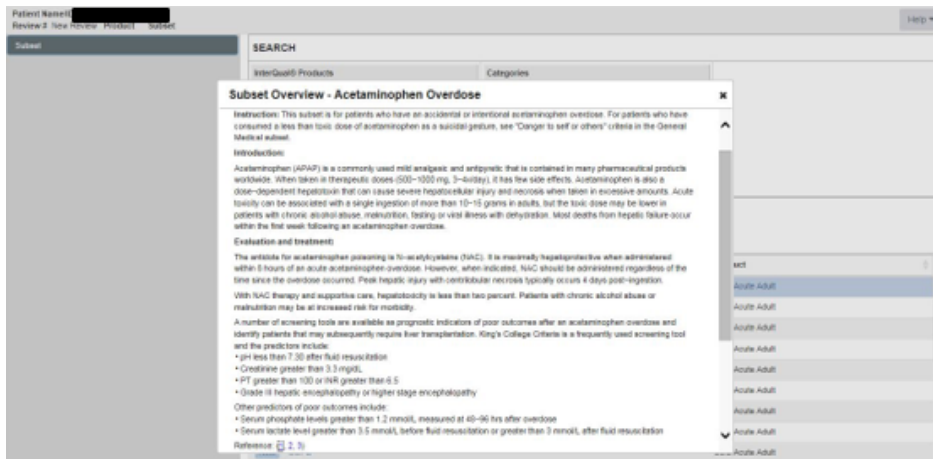 Patient Name/ID
Review # New Review Product Subset
Help
Subset
SEARCH
InterQual® Products Categories
Subset Overview - Acetaminophen Overdose
Instruction: This subset is for patients who have an accidental or intentional acetaminophen overdose. For patients who have
consumed a less than toxic dose of acetaminophen as a suicidal gesture, see "Danger to self or others" criteria in the General
Medical subset.
Introduction:
Acetaminophen (APAP) is a commonly used mild analgesic and antipyretic that is contained in many pharmaceutical products
worldwide. When taken in therapeutic doses (500-1000 mg, 3-4x/day), it has few side effects. Acetaminophen is also a
dose-dependent hepatotoxin that can cause severe hepatocellular injury and necrosis when taken in excessive amounts. Acute
toxicity can be associated with a single ingestion of more than 10-15 grams in adults, but the toxic dose may be lower in
patients with chronic alcohol abuse, malnutrition, fasting or viral illness with dehydration. Most deaths from hepatic failure occur
within the first week following an acetaminophen overdose.
Evaluation and treatment:
The antidote for acetaminophen poisoning is N-acetylcysteine (NAC). It is maximally hepatoprotective when administered
within 8 hours of an acute acetaminophen overdose. However, when indicated, NAC should be administered regardless of the
time since the overdose occurred. Peak hepatic injury with centrilobular necrosis typically occurs 4 days post-ingestion.
With NAC therapy and supportive care, hepatotoxicity is less than two percent. Patients with chronic alcohol abuse or
malnutrition may be at increased risk for morbidity.
A number of screening tools are available as prognostic indicators of poor outcomes after an acetaminophen overdose and
identify patients that may subsequently require liver transplantation. King's College Criteria is a frequently used screening tool
and the predictors include:
• pH less than 7.30 after fluid resuscitation
• Creatinine greater than 3.3 mg/dL
• PT greater than 100 or INR greater than 6.5
• Grade III hepatic encephalopathy or higher stage encephalopathy
Other predictors of poor outcomes include:
• Serum phosphate levels greater than 1.2 mmol/L, measured at 48-96 hrs after overdose
• Serum lactate level greater than 3.5 mmol/L before fluid resuscitation or greater than 3 mmol/L after fluid resuscitation
Reference: (1, 2, 3)
uct
Acute Adult
Acute Adult
Acute Adult
Acute Adult
Acute Adult
Acute Adult
Acute Adult
Acute Adult
Acute Adult